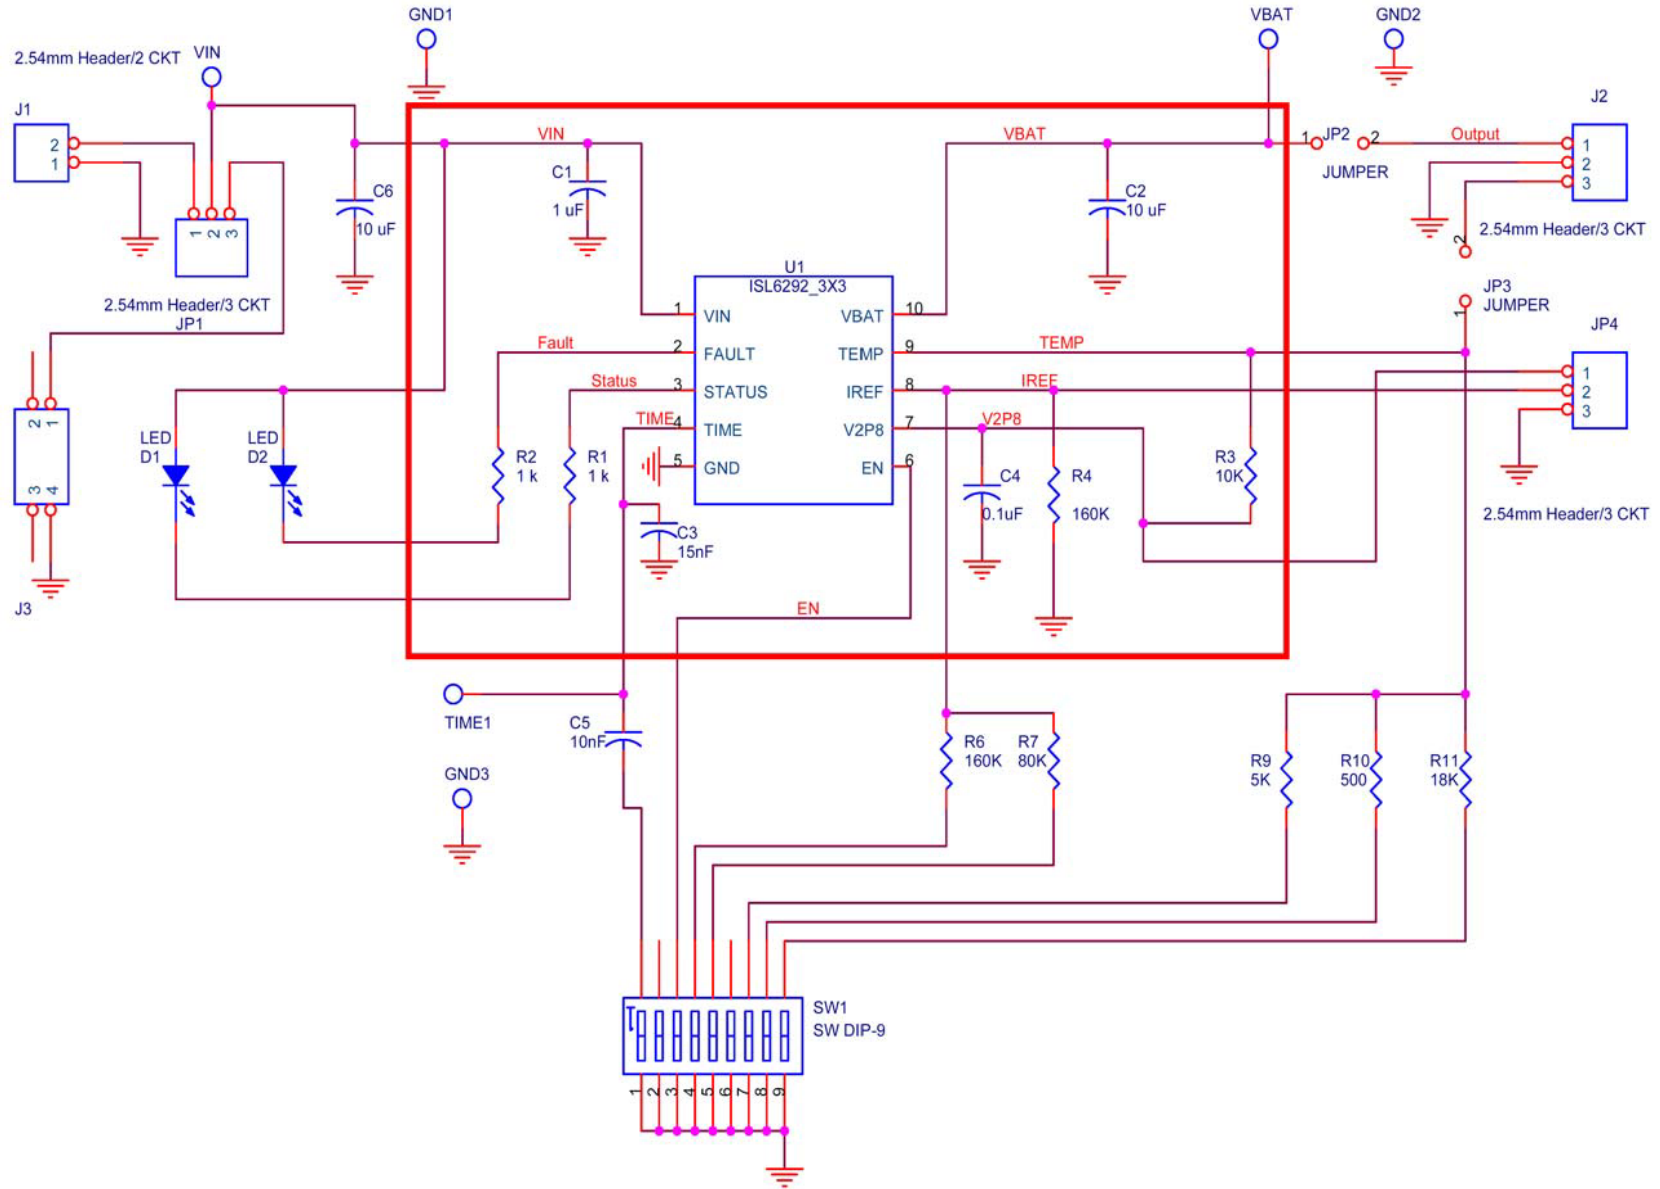 GND1
VBAT
GND2
2.54mm Header/2 CKT
VIN
J1
2
1
1
2
3
2.54mm Header/3 CKT
JP1
C6
10 uF
VIN
C1
1 uF
VBAT
C2
10 uF
1
JP2
2
JUMPER
Output
J2
1
2
3
2.54mm Header/3 CKT
2
JP3
JUMPER
1
JP4
1
2
3
2.54mm Header/3 CKT
U1
ISL6292_3X3
1 VIN
2 FAULT
3 STATUS
4 TIME
5 GND
VBAT 10
TEMP 9
IREF 8
V2P8 7
EN 6
Fault
Status
TIME
TEMP
IREF
V2P8
EN
2
1
3
4
J3
LED
D1
LED
D2
R2
1 k
R1
1 k
C3
15nF
C4
0.1uF
R4
160K
R3
10K
TIME1
C5
10nF
GND3
R6
160K
R7
80K
R9
5K
R10
500
R11
18K
SW1
SW DIP-9
1
2
3
4
5
6
7
8
9